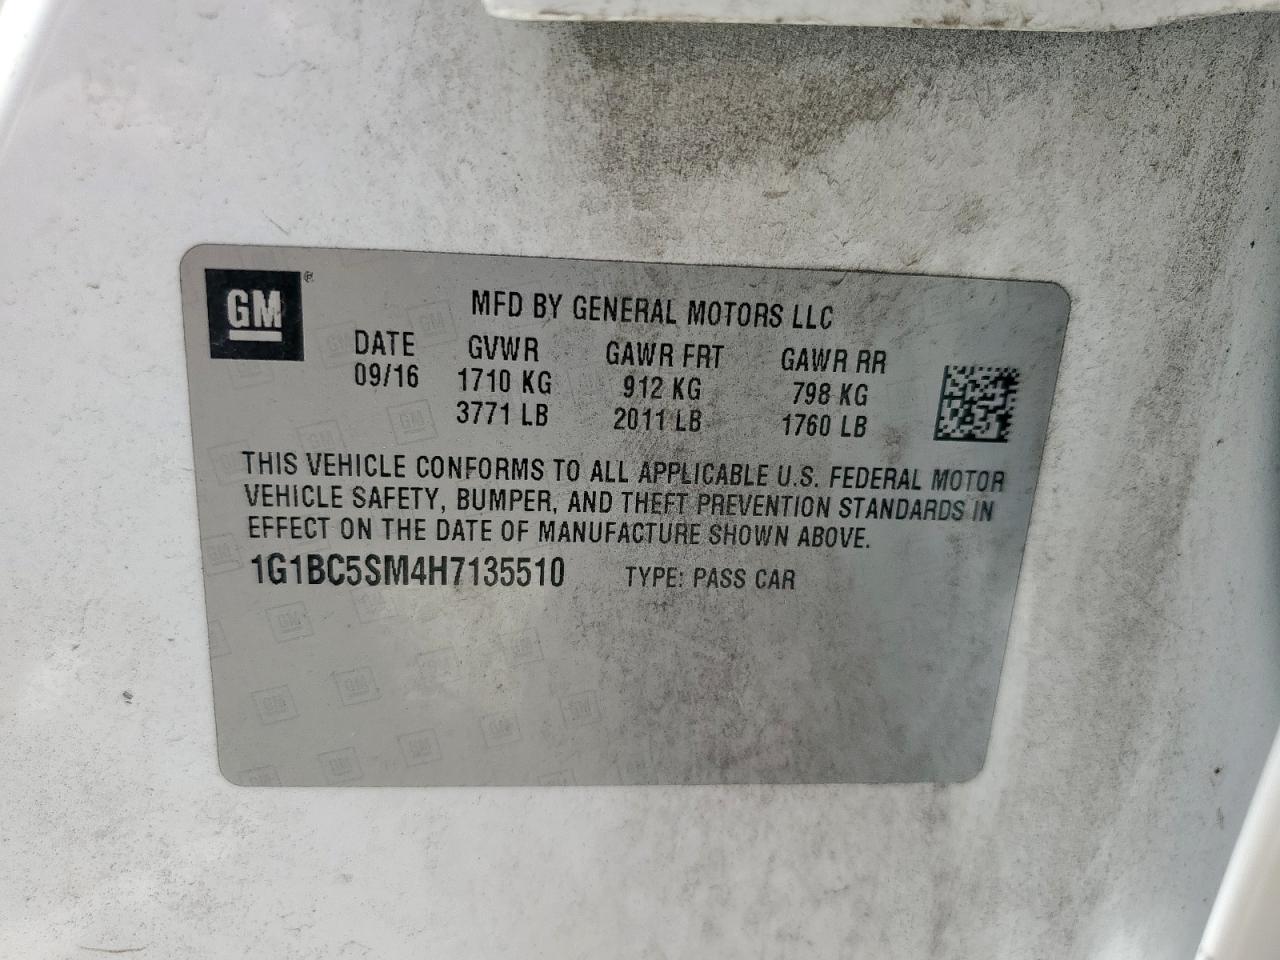 GM
MFD BY GENERAL MOTORS LLC
DATE GVWR GAWR FRT GAWR RR
09/16 1710 KG 912 KG 798 KG
3771 LB 2011 LB 1760 LB
THIS VEHICLE CONFORMS TO ALL APPLICABLE U.S. FEDERAL MOTOR
VEHICLE SAFETY, BUMPER, AND THEFT PREVENTION STANDARDS IN
EFFECT ON THE DATE OF MANUFACTURE SHOWN ABOVE.
1G1BC5SM4H7135510 TYPE: PASS CAR